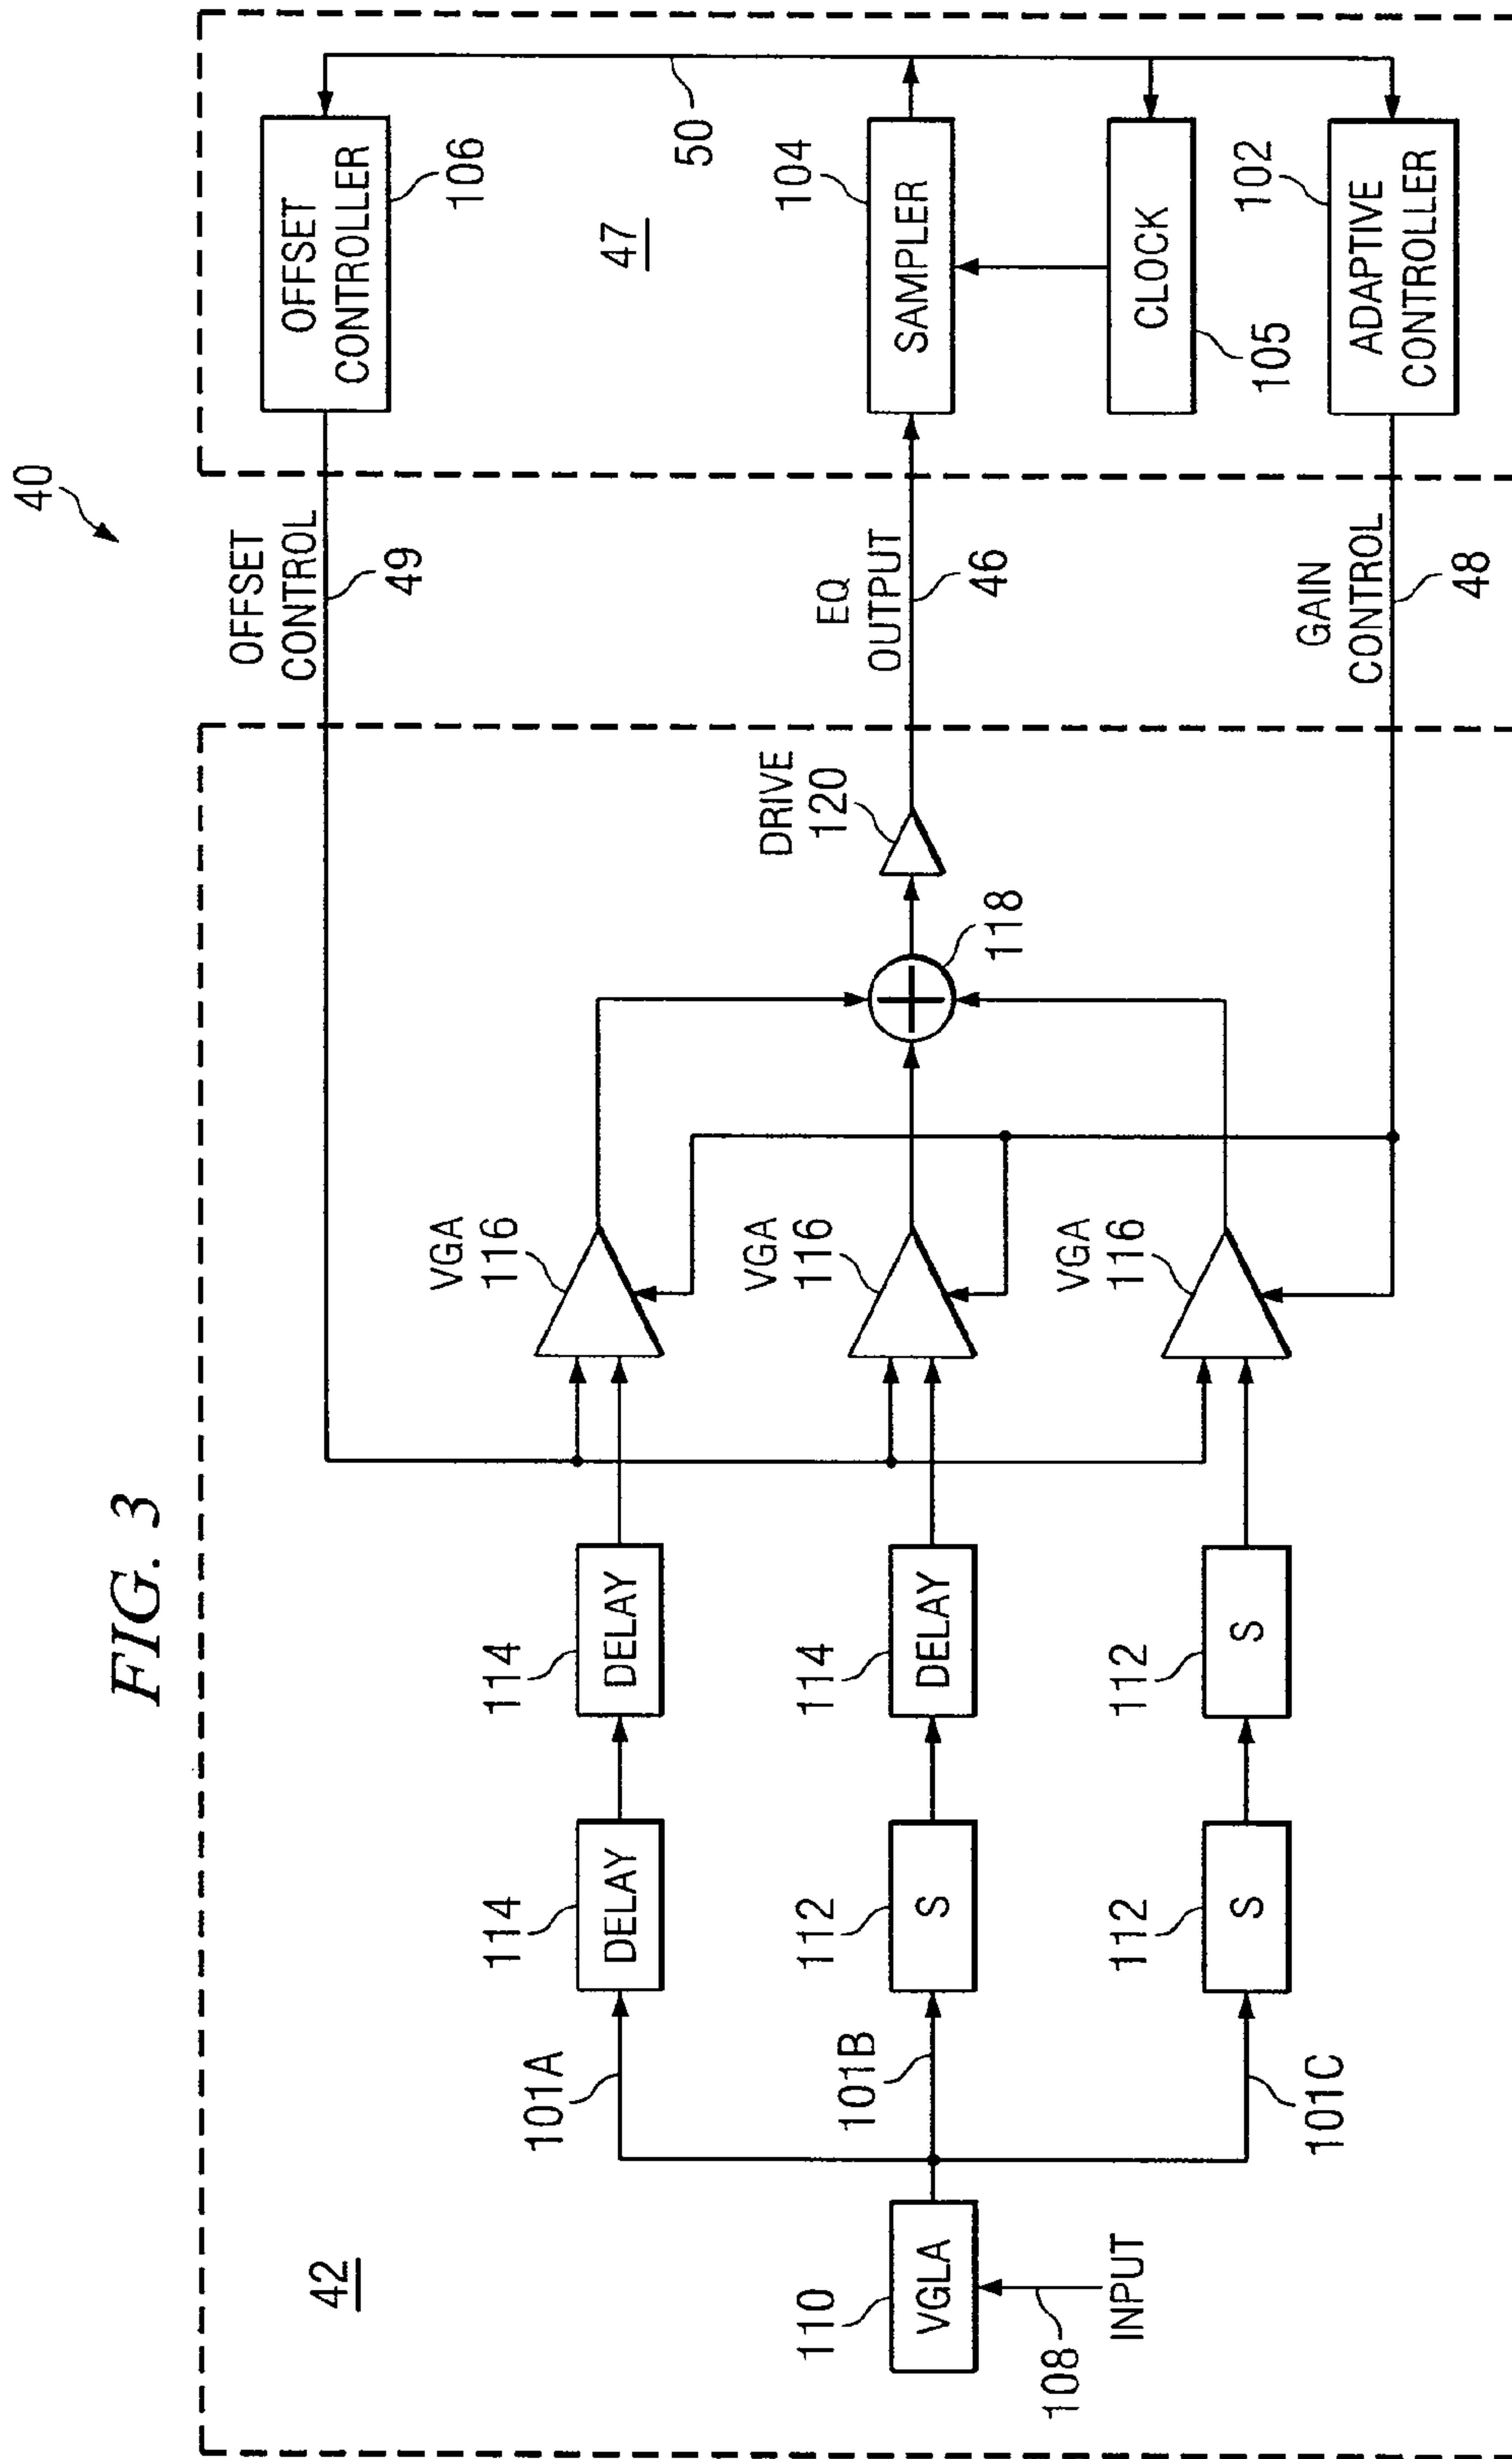 FIG. 3
40
42
47
OFFSET
CONTROL
49
OFFSET
CONTROLLER
106
50
101A
114
DELAY
114
DELAY
VGA
116
101B
112
S
114
DELAY
VGA
116
118
DRIVE
120
EQ
OUTPUT
46
104
SAMPLER
CLOCK
105
110
VGLA
108
INPUT
101C
112
S
112
S
VGA
116
GAIN
CONTROL
48
102
ADAPTIVE
CONTROLLER